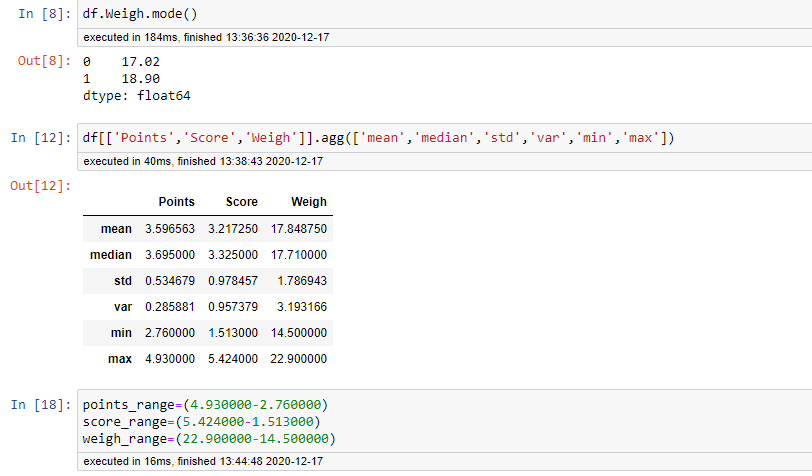 In [8]: df.Weigh.mode()
executed in 184ms, finished 13:36:36 2020-12-17
Out[8]: 0    17.02
1    18.90
dtype: float64
In [12]: df[['Points','Score','Weigh']].agg(['mean','median','std','var','min','max'])
executed in 40ms, finished 13:38:43 2020-12-17
Out[12]:
Points Score Weigh
mean 3.596563 3.217250 17.848750
median 3.695000 3.325000 17.710000
std 0.534679 0.978457 1.786943
var 0.285881 0.957379 3.193166
min 2.760000 1.513000 14.500000
max 4.930000 5.424000 22.900000
In [18]: points_range=(4.930000-2.760000)
score_range=(5.424000-1.513000)
weigh_range=(22.900000-14.500000)
executed in 16ms, finished 13:44:48 2020-12-17